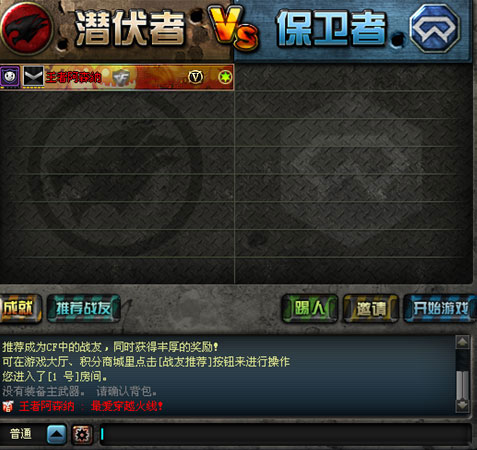 潜伏者 VS 保卫者
王者阿森纳 V
成就 推荐战友 踢人 邀请 开始游戏
推荐成为CF中的战友，同时获得丰厚的奖励！
可在游戏大厅、积分商城里点击[战友推荐]按钮来进行操作
您进入了[1 号]房间。
没有装备主武器。 请确认背包。
王者阿森纳 : 最爱穿越火线！
普通